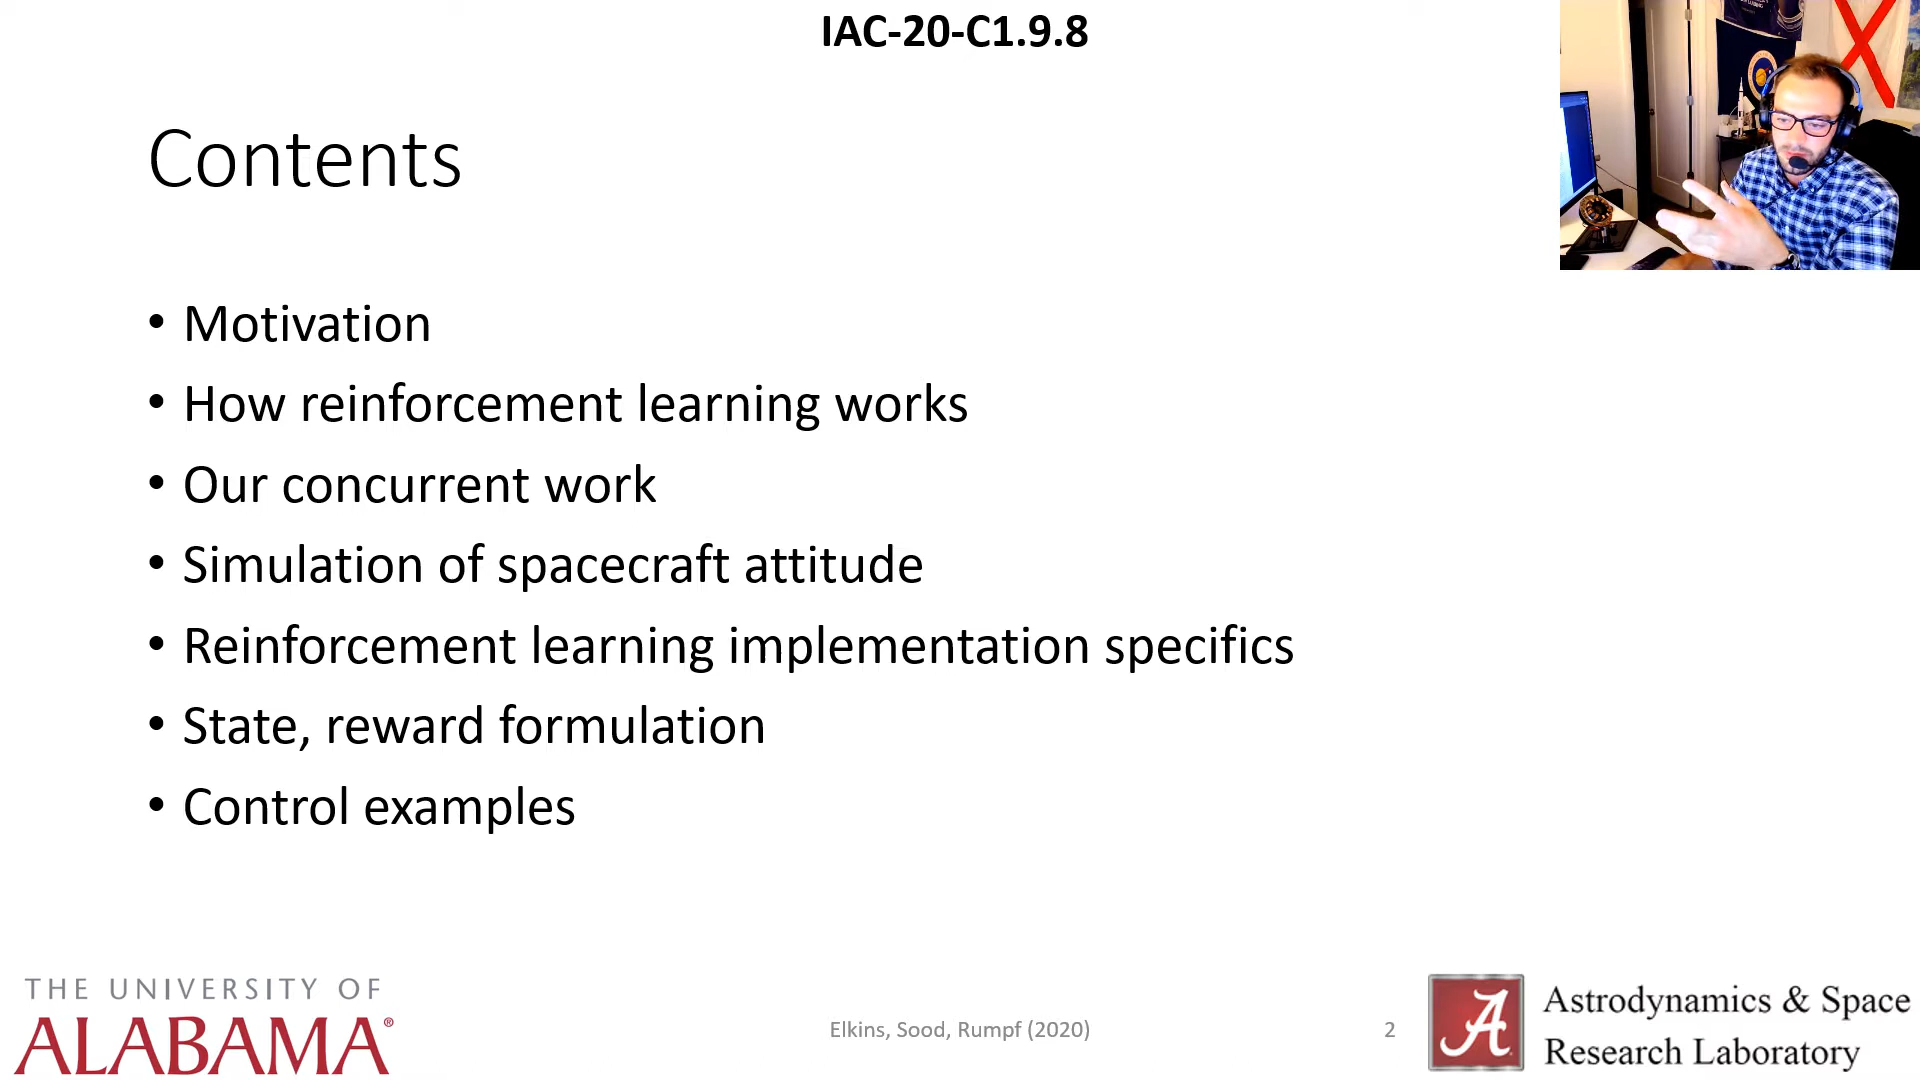 IAC-20-C1.9.8
Contents
• Motivation
• How reinforcement learning works
• Our concurrent work
• Simulation of spacecraft attitude
• Reinforcement learning implementation specifics
• State, reward formulation
• Control examples
THE UNIVERSITY OF
ALABAMA®
Elkins, Sood, Rumpf (2020)
2
A
Astrodynamics & Space
Research Laboratory